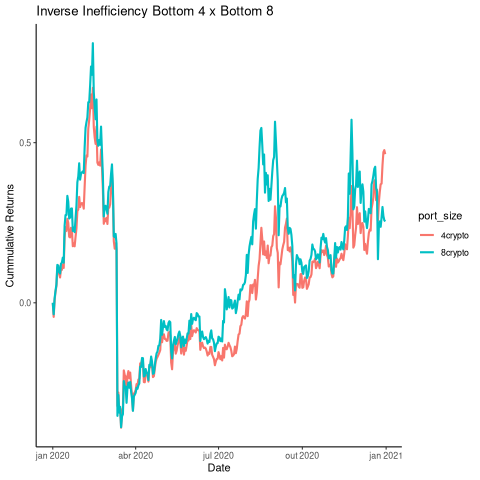 Inverse Inefficiency Bottom 4 x Bottom 8
Cummulative Returns
0.5
0.0
jan 2020
abr 2020
jul 2020
out 2020
jan 2021
Date
port_size
4crypto
8crypto